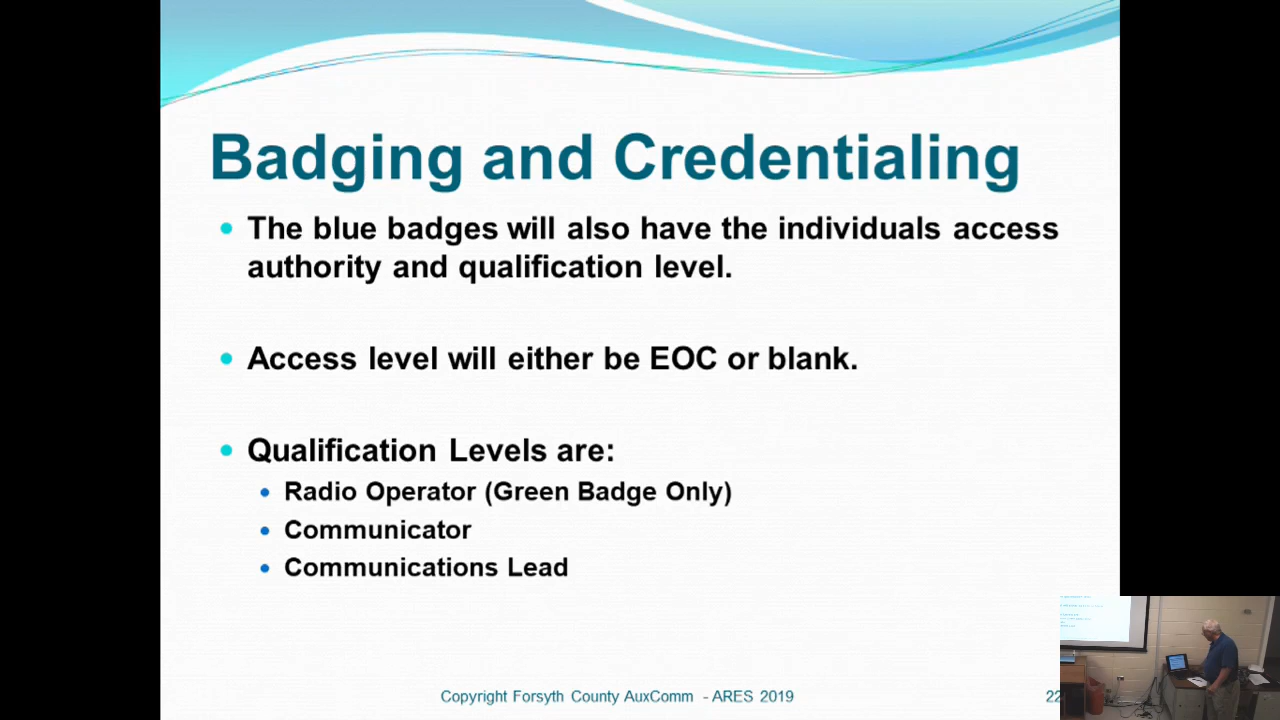 Badging and Credentialing
The blue badges will also have the individuals access
authority and qualification level.
Access level will either be EOC or blank.
Qualification Levels are:
Radio Operator (Green Badge Only)
Communicator
Communications Lead
Copyright Forsyth County AuxComm - ARES 2019
22